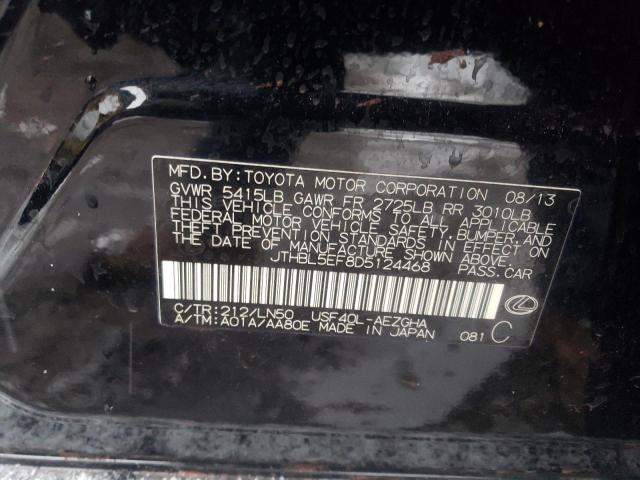 MFD. BY: TOYOTA MOTOR CORPORATION 08/13
GVWR 5415LB GAWR FR 2725LB RR 3010LB
THIS VEHICLE CONFORMS TO ALL APPLICABLE
FEDERAL MOTOR VEHICLE SAFETY, BUMPER, AND
THEFT PREVENTION STANDARDS IN EFFECT ON
THE DATE OF MANUFACTURE SHOWN ABOVE.
JTHBL5EF8D5124468 PASS.CAR
C/TR: 212/LN50 USF40L-AEZGHA
A/TM: A01A/AA80E MADE IN JAPAN 081 C